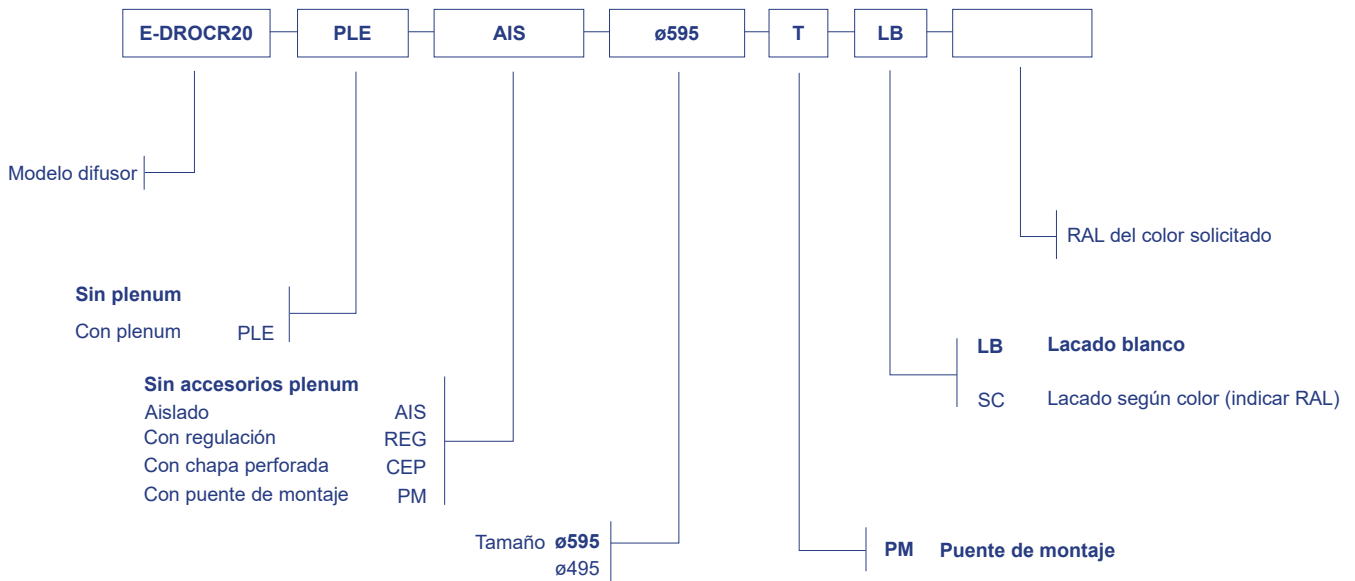 E-DROCR20 PLE AIS ø595 T LB
Modelo difusor
RAL del color solicitado
Sin plenum
Con plenum PLE
LB Lacado blanco
SC Lacado según color (indicar RAL)
Sin accesorios plenum
Aislado AIS
Con regulación REG
Con chapa perforada CEP
Con puente de montaje PM
Tamaño ø595
ø495
PM Puente de montaje